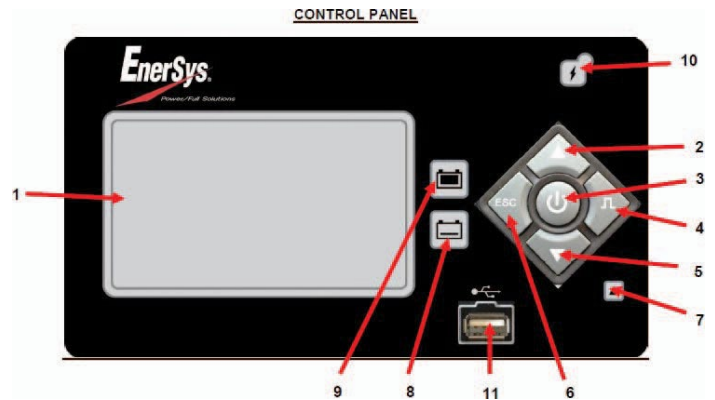 CONTROL PANEL
EnerSys.
Power/Full Solutions
10
2
3
1
ESC
4
5
7
9
8
11
6